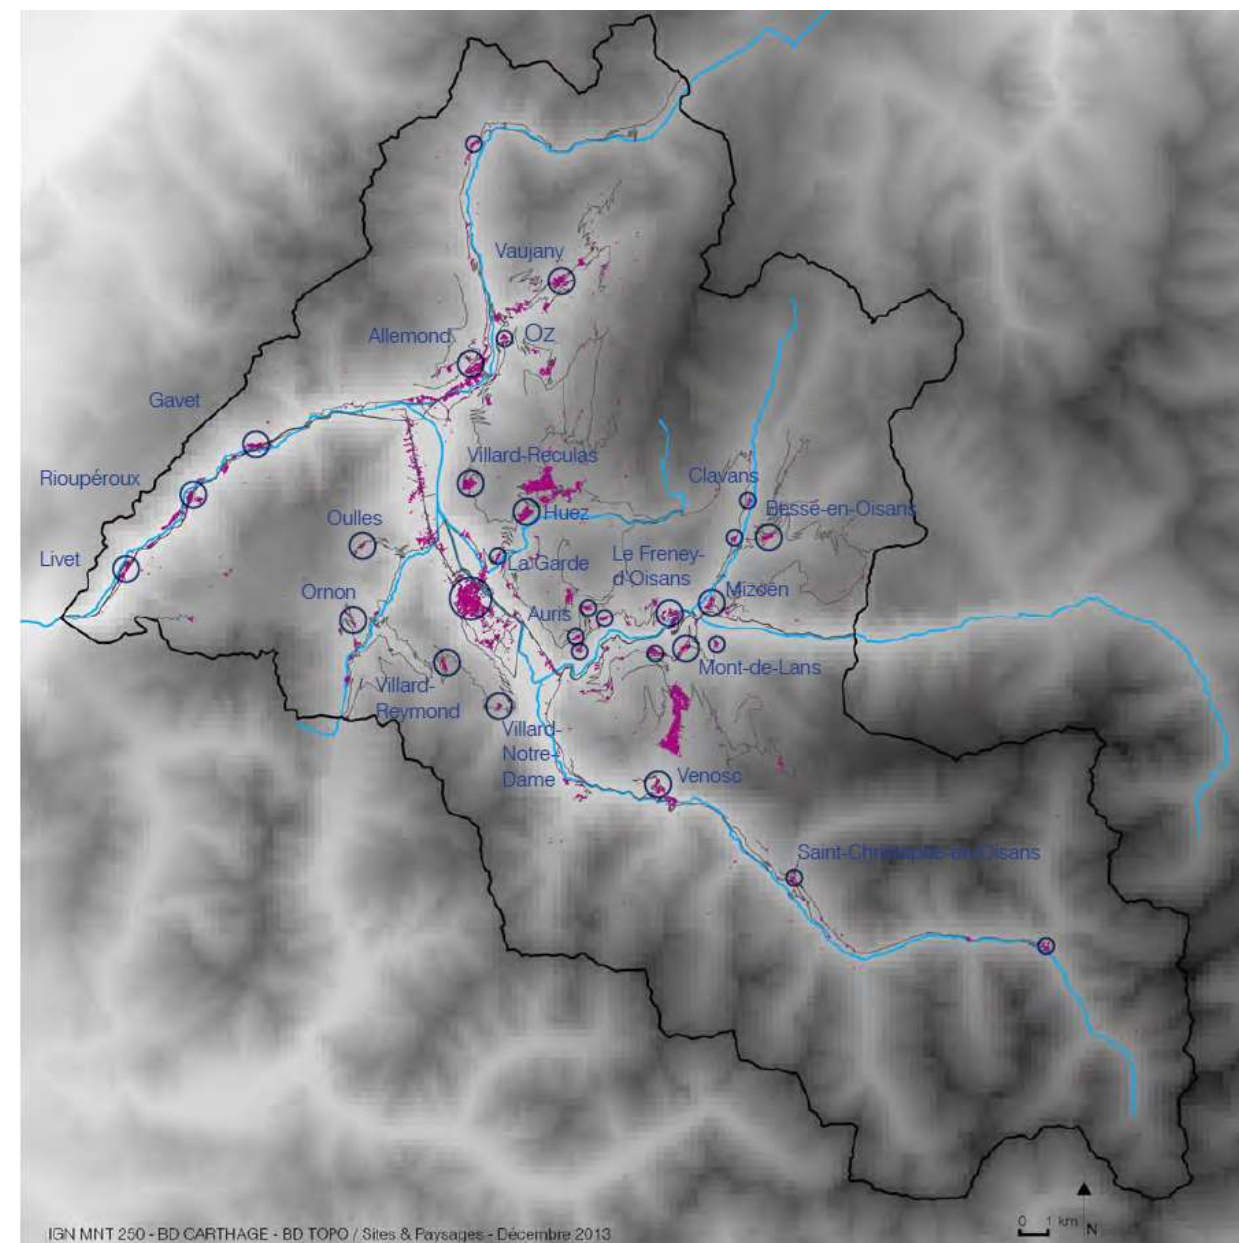 Vaujany
Oz
Allemond
Gavet
Villard-Reculas
Rioupéroux
Clavans
Huez
Besse-en-Oisans
Oulles
Livet
La Garde
Le Freney-
d'Oisans
Ornon
Mizoën
Auris
Mont-de-Lans
Villard-
Reymond
Villard-
Notre-
Dame
Venosc
Saint-Christophe-en-Oisans
0 1 km
N
IGN MNT 250 - BD CARTHAGE - BD TOPO / Sites & Paysages - Décembre 2013